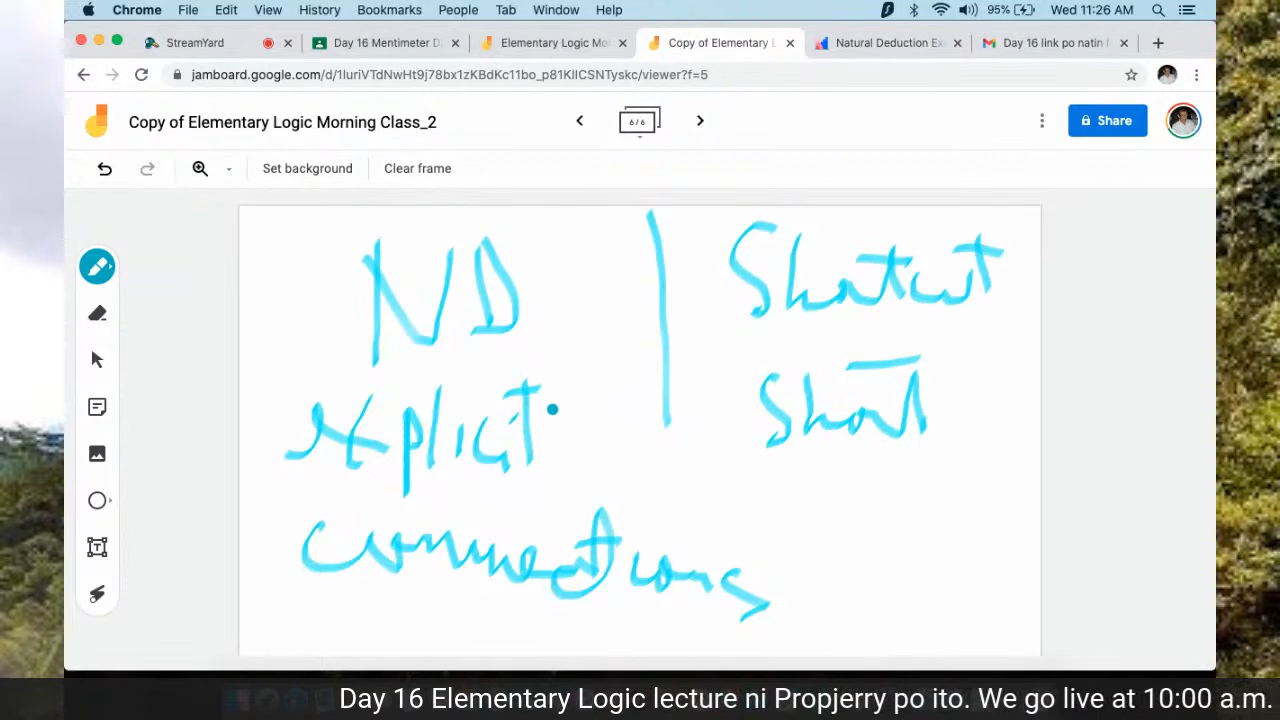 Chrome File Edit View History Bookmarks People Tab Window Help 95% Wed 11:26 AM
StreamYard
Day 16 Mentimeter D
Elementary Logic Mor
Copy of Elementary L
Natural Deduction Ex
Day 16 link po natin
jamboard.google.com/d/1luriVTdNwHt9j78bx1zKBdKc11bo_p81KIlCSNTyskc/viewer?f=5
Copy of Elementary Logic Morning Class_2
6/6
Share
Set background
Clear frame
ND
Shortcut
explicit
Short
connections
Day 16 Elementary Logic lecture ni Propjerry po ito. We go live at 10:00 a.m.